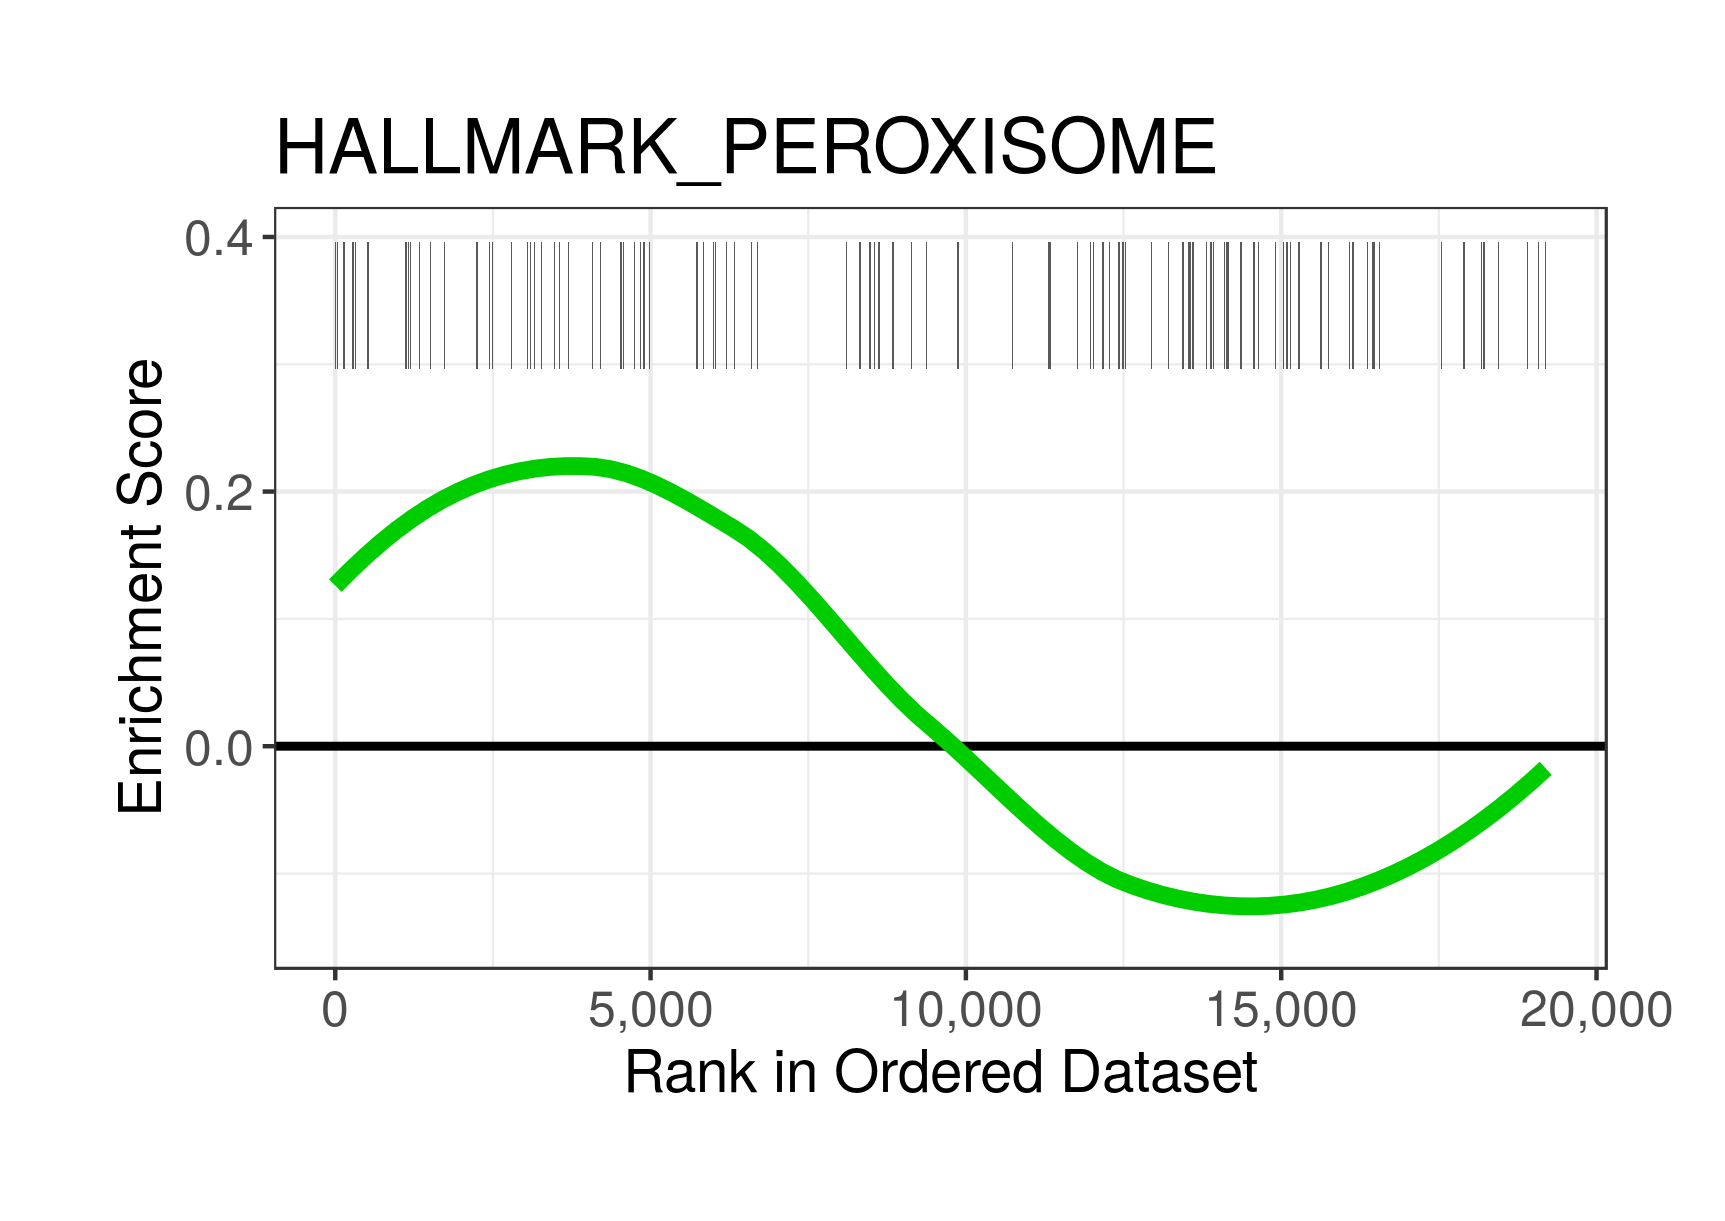 HALLMARK_PEROXISOME
0.4
0.2
0.0
Enrichment Score
0 5,000 10,000 15,000 20,000
Rank in Ordered Dataset